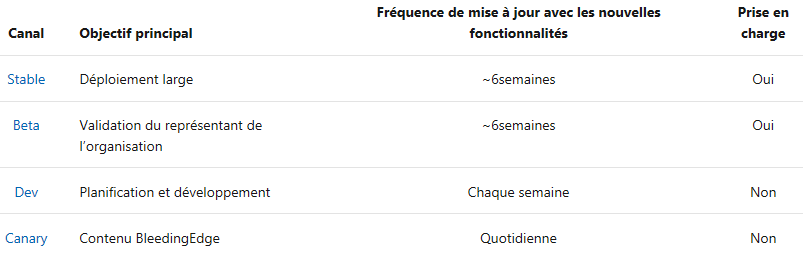 Canal Objectif principal Fréquence de mise à jour avec les nouvelles fonctionnalités Prise en charge
Stable Déploiement large ~6semaines Oui
Beta Validation du représentant de l’organisation ~6semaines Oui
Dev Planification et développement Chaque semaine Non
Canary Contenu BleedingEdge Quotidienne Non